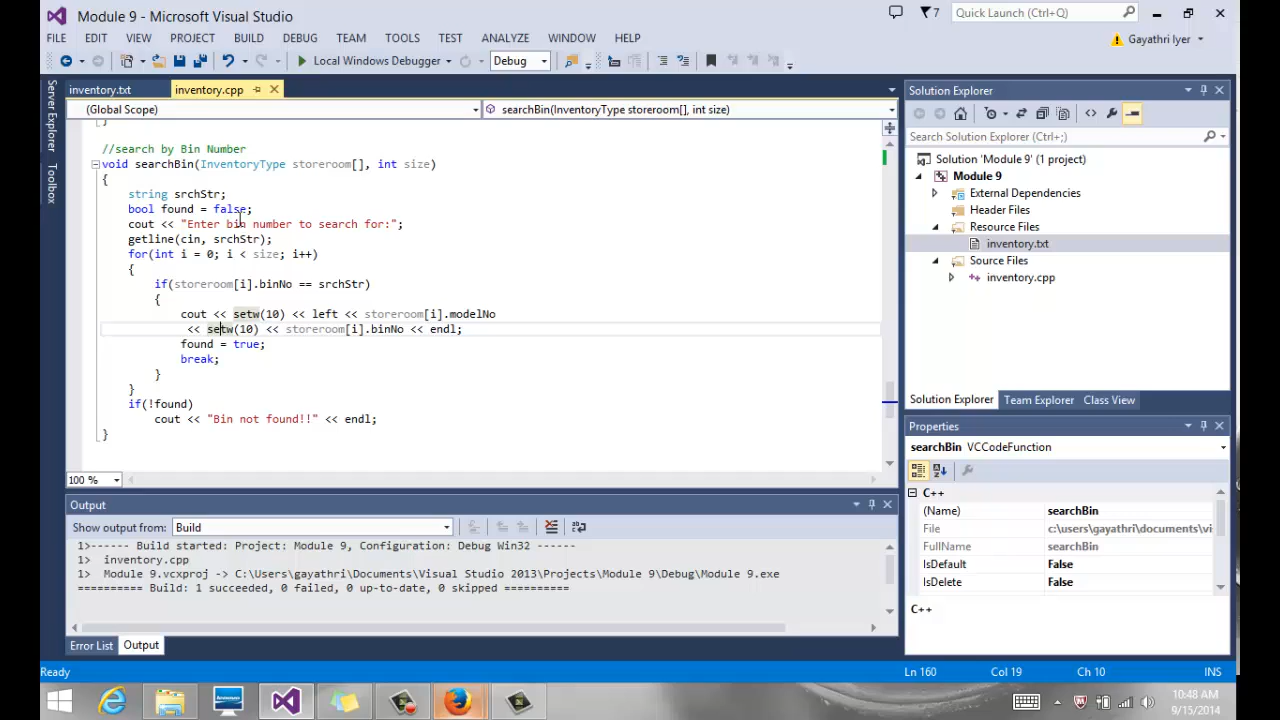 Module 9 - Microsoft Visual Studio
7
Quick Launch (Ctrl+Q)
FILE EDIT VIEW PROJECT BUILD DEBUG TEAM TOOLS TEST ANALYZE WINDOW HELP
Gayathri Iyer
Local Windows Debugger
Debug
Server Explorer
Toolbox
inventory.txt
inventory.cpp
(Global Scope)
searchBin(InventoryType storeroom[], int size)
}
//search by Bin Number
void searchBin(InventoryType storeroom[], int size)
{
string srchStr;
bool found = false;
cout << "Enter bin number to search for:";
getline(cin, srchStr);
for(int i = 0; i < size; i++)
{
if(storeroom[i].binNo == srchStr)
{
cout << setw(10) << left << storeroom[i].modelNo
<< setw(10) << storeroom[i].binNo << endl;
found = true;
break;
}
}
if(!found)
cout << "Bin not found!!" << endl;
}
100 %
Output
Show output from: Build
1>------ Build started: Project: Module 9, Configuration: Debug Win32 ------
1>  inventory.cpp
1>  Module 9.vcxproj -> C:\Users\gayathri\Documents\Visual Studio 2013\Projects\Module 9\Debug\Module 9.exe
========== Build: 1 succeeded, 0 failed, 0 up-to-date, 0 skipped ==========
Error List Output
Solution Explorer
Search Solution Explorer (Ctrl+;)
Solution 'Module 9' (1 project)
Module 9
External Dependencies
Header Files
Resource Files
inventory.txt
Source Files
inventory.cpp
Solution Explorer Team Explorer Class View
Properties
searchBin VCCodeFunction
C++
(Name) searchBin
File c:\users\gayathri\documents\vi
FullName searchBin
IsDefault False
IsDelete False
C++
Ready
Ln 160
Col 19
Ch 10
INS
10:48 AM
9/15/2014